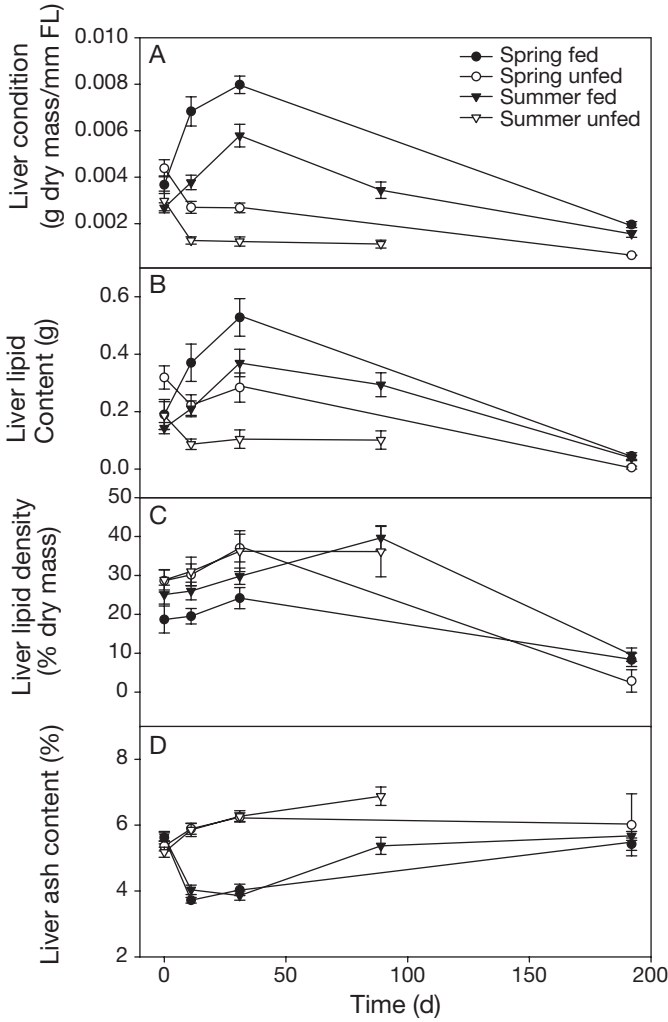 A
Spring fed
Spring unfed
Summer fed
Summer unfed
Liver condition
(g dry mass/mm FL)
0.010
0.008
0.006
0.004
0.002
B
Liver lipid
Content (g)
0.6
0.4
0.2
0.0
C
Liver lipid density
(% dry mass)
50
40
30
20
10
0
D
Liver ash content (%)
8
6
4
2
0 50 100 150 200
Time (d)